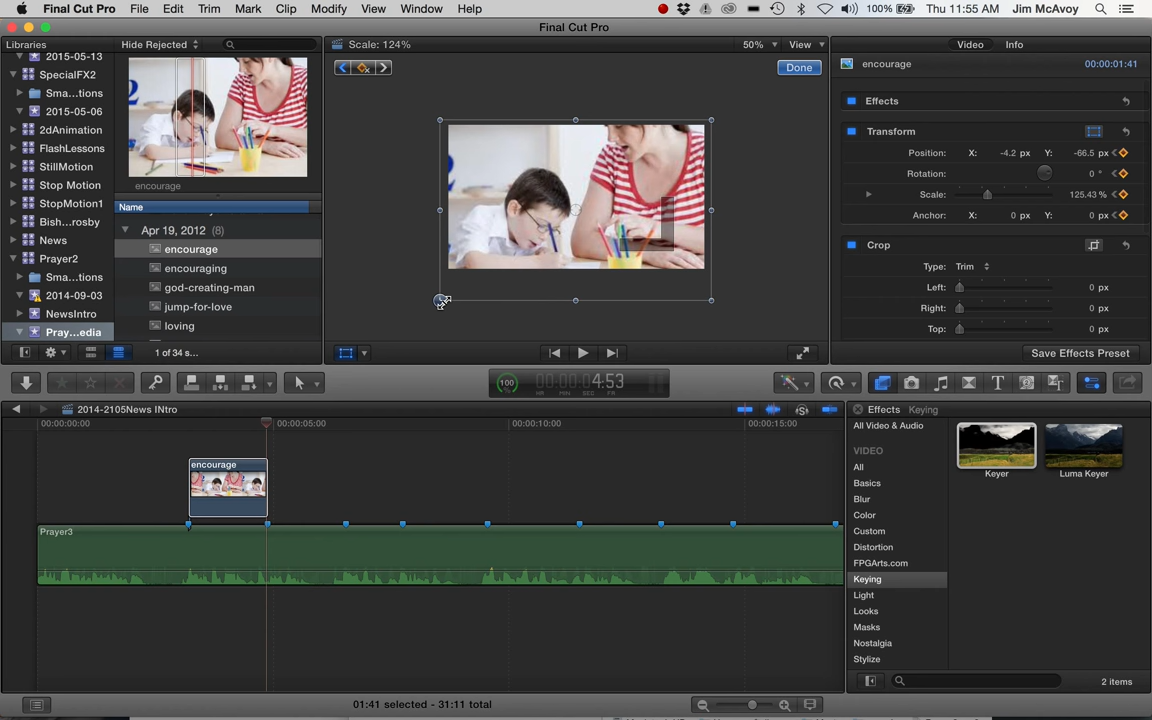 Final Cut Pro File Edit Trim Mark Clip Modify View Window Help 100% Thu 11:55 AM Jim McAvoy
Final Cut Pro
Libraries Hide Rejected Scale: 124% 50% View Video Info
2015-05-13
SpecialFX2
Sma...tions
2015-05-06
2dAnimation
FlashLessons
StillMotion
Stop Motion
StopMotion1
Bish...rosby
News
Prayer2
Sma...tions
2014-09-03
NewsIntro
Pray...edia
encourage
Name
Apr 19, 2012 (8)
encourage
encouraging
god-creating-man
jump-for-love
loving
1 of 34 s...
Done
encourage 00:00:01:41
Effects
Transform
Position: X: -4.2 px Y: -66.5 px
Rotation: 0 °
Scale: 125.43 %
Anchor: X: 0 px Y: 0 px
Crop
Type: Trim
Left: 0 px
Right: 0 px
Top: 0 px
Save Effects Preset
100 00:00:04:53
HR MIN SEC FR
2014-2105News INtro
00:00:00:00 00:00:05:00 00:00:10:00 00:00:15:00
encourage
Prayer3
Effects Keying
All Video & Audio
VIDEO
All
Basics
Blur
Color
Custom
Distortion
FPGArts.com
Keying
Light
Looks
Masks
Nostalgia
Stylize
Keyer Luma Keyer
2 items
01:41 selected - 31:11 total